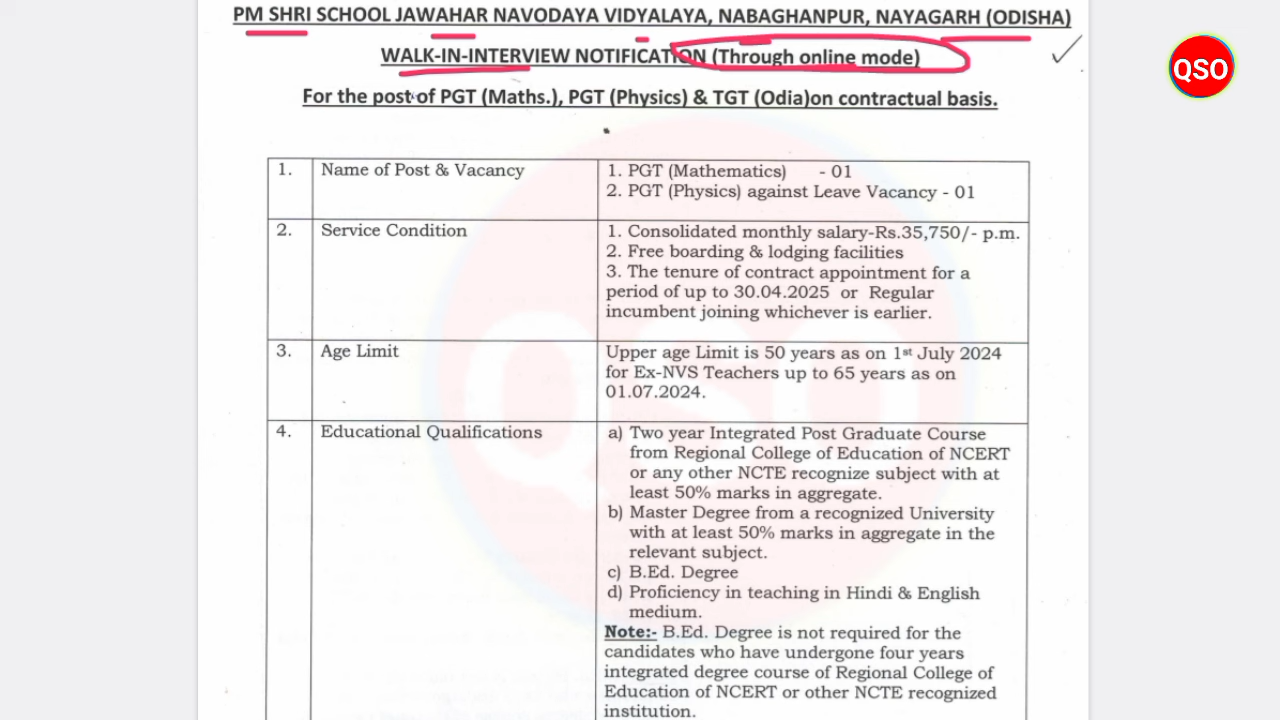 PM SHRI SCHOOL JAWAHAR NAVODAYA VIDYALAYA, NABAGHANPUR, NAYAGARH (ODISHA)
QSO
WALK-IN-INTERVIEW NOTIFICATION (Through online mode)
For the post of PGT (Maths.), PGT (Physics) & TGT (Odia)on contractual basis.
1. Name of Post & Vacancy 1. PGT (Mathematics) - 01
2. PGT (Physics) against Leave Vacancy - 01
2. Service Condition 1. Consolidated monthly salary-Rs.35,750/- p.m.
2. Free boarding & lodging facilities
3. The tenure of contract appointment for a
period of up to 30.04.2025 or Regular
incumbent joining whichever is earlier.
3. Age Limit Upper age Limit is 50 years as on 1st July 2024
for Ex-NVS Teachers up to 65 years as on
01.07.2024.
4. Educational Qualifications a) Two year Integrated Post Graduate Course
from Regional College of Education of NCERT
or any other NCTE recognize subject with at
least 50% marks in aggregate.
b) Master Degree from a recognized University
with at least 50% marks in aggregate in the
relevant subject.
c) B.Ed. Degree
d) Proficiency in teaching in Hindi & English
medium.
Note:- B.Ed. Degree is not required for the
candidates who have undergone four years
integrated degree course of Regional College of
Education of NCERT or other NCTE recognized
institution.
QSO